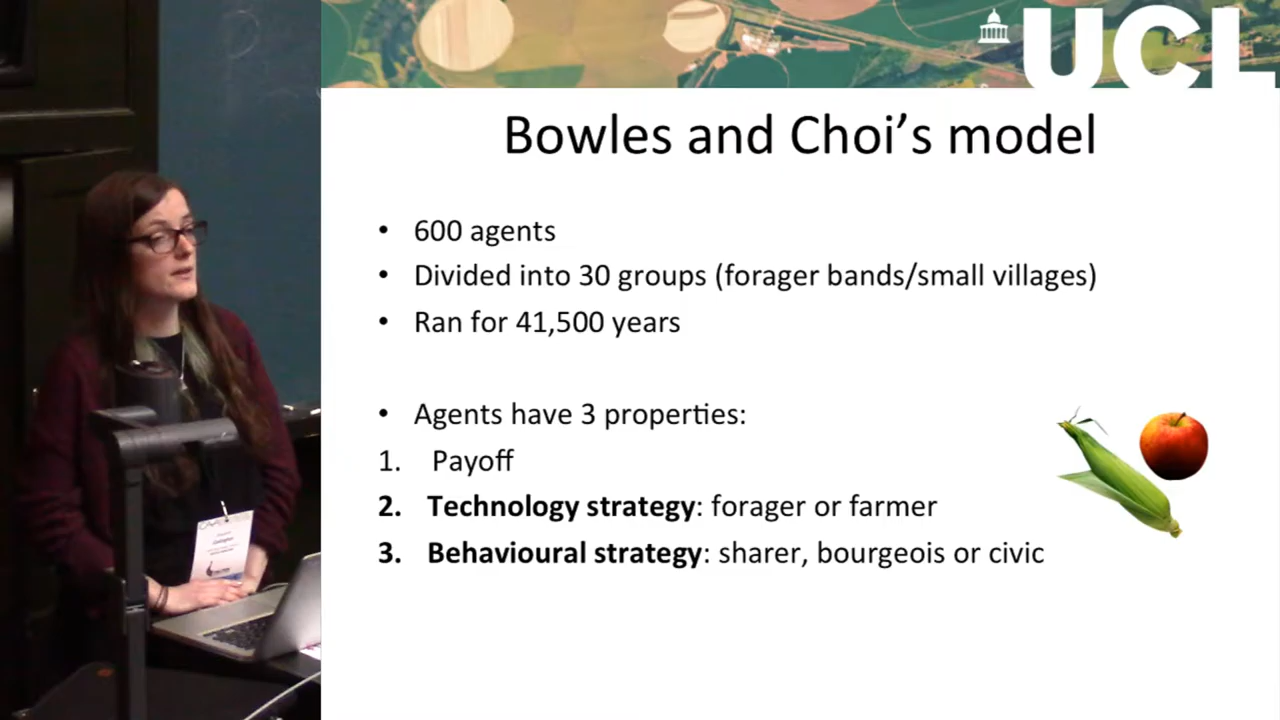 UCL
Bowles and Choi’s model
• 600 agents
• Divided into 30 groups (forager bands/small villages)
• Ran for 41,500 years
• Agents have 3 properties:
1. Payoff
2. Technology strategy: forager or farmer
3. Behavioural strategy: sharer, bourgeois or civic